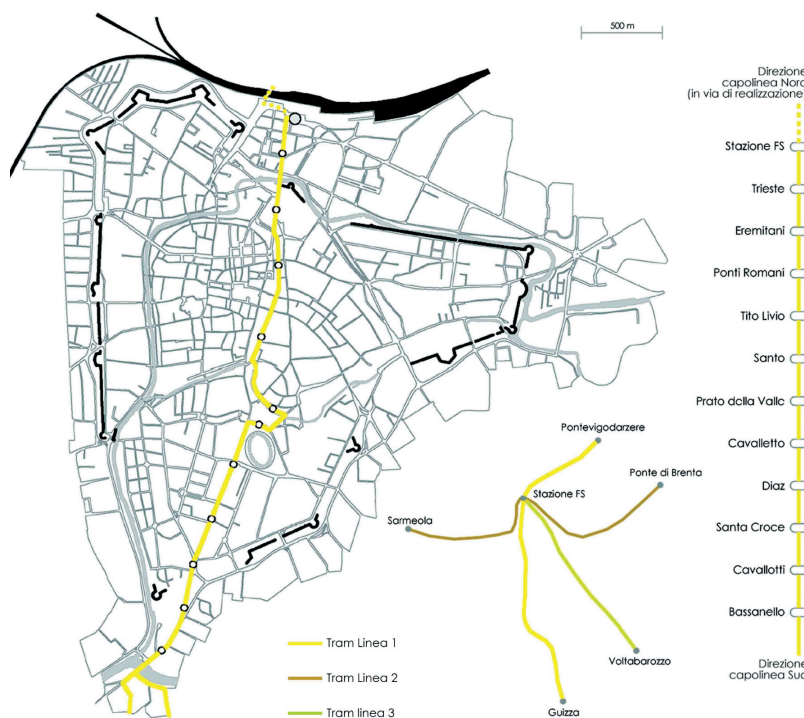 500 m
Direzione
capolinea Nord
(in via di realizzazione)
Stazione FS
Trieste
Eremitani
Ponti Romani
Tito Livio
Santo
Prato della Valle
Cavalletto
Diaz
Santa Croce
Cavallotti
Bassanello
Direzione
capolinea Sud
Pontevigodarzere
Ponte di Brenta
Stazione FS
Sarmeola
Voltabarozzo
Guizza
Tram Linea 1
Tram Linea 2
Tram linea 3